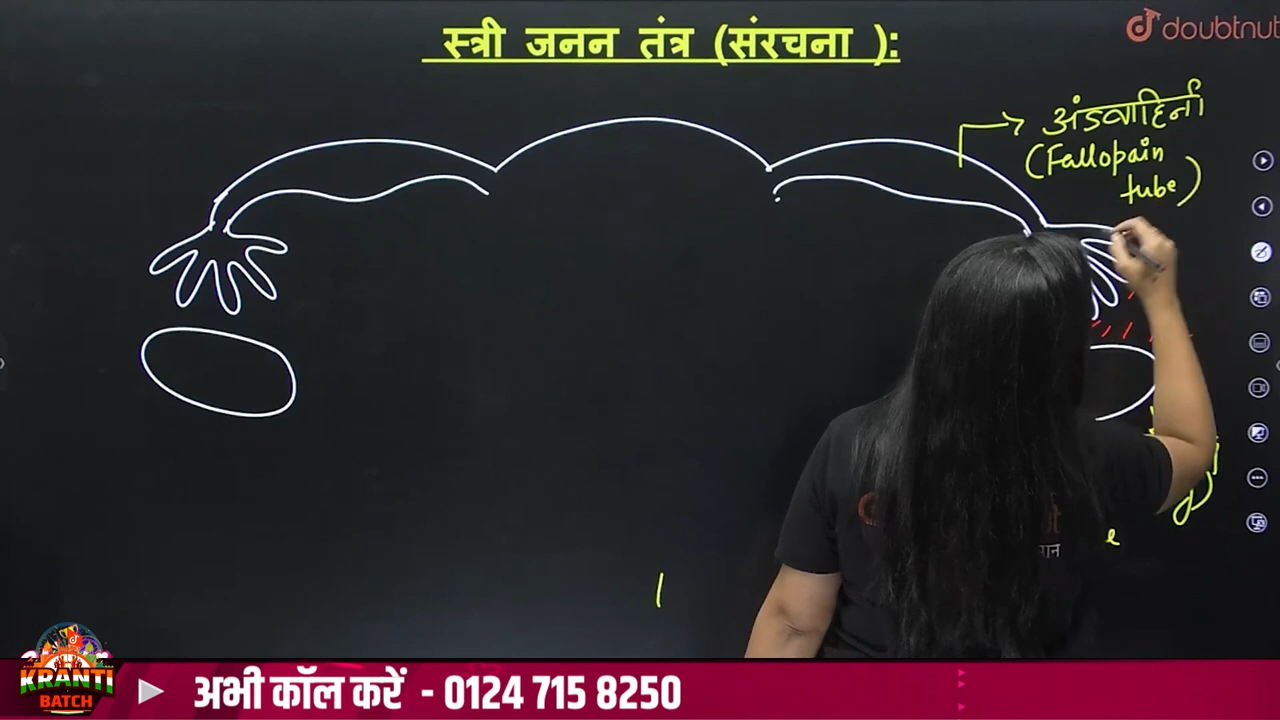 स्त्री जनन तंत्र (संरचना ):
doubtnut
अंडवाहिनी
(Fallopain
tube)
KRANTI
BATCH
अभी कॉल करें - 0124 715 8250